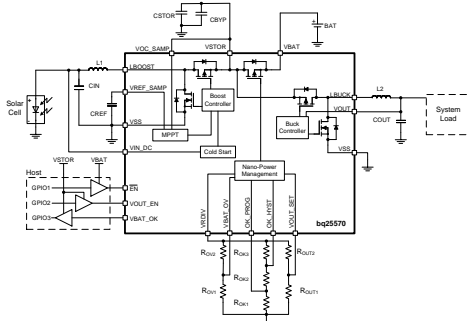 CSTOR
CBYP
BAT
VOC_SAMP
VSTOR
VBAT
L1
LBOOST
Solar
Cell
CIN
VREF_SAMP
CREF
Boost
Controller
LBUCK
L2
VOUT
COUT
System
Load
Buck
Controller
VSS
MPPT
VSS
VIN_DC
Cold Start
VSTOR
VBAT
Host
Nano-Power
Management
GPIO1
EN
GPIO2
VOUT_EN
GPIO3
VBAT_OK
VRDIV
VBAT_OV
OK_PROG
OK_HYST
VOUT_SET
bq25570
ROV2
ROK3
ROUT2
ROK2
ROV1
ROUT1
ROK1